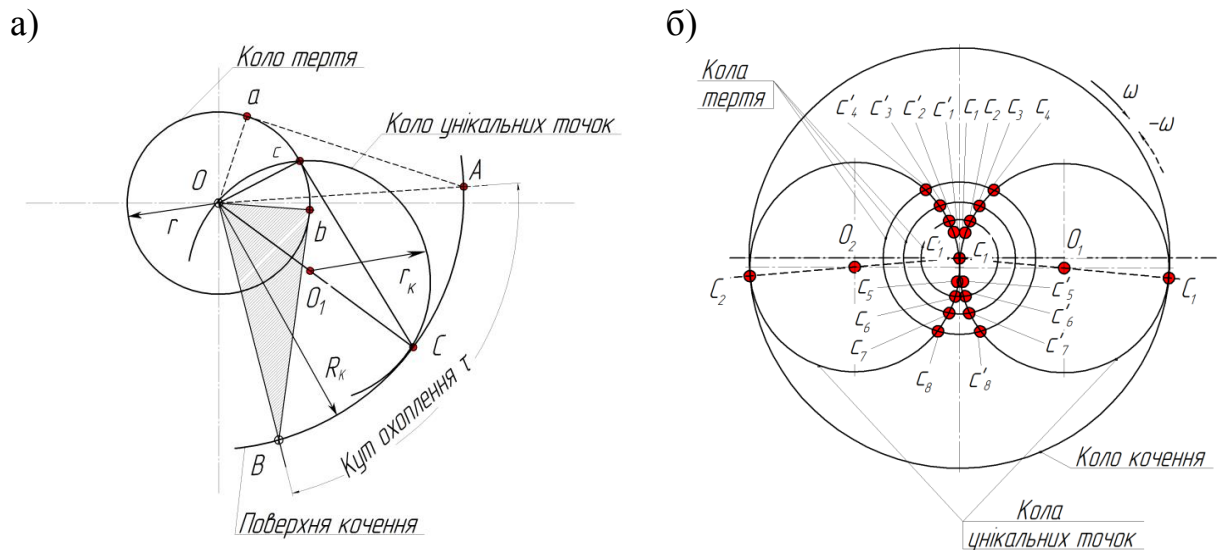 а)
Коло тертя
a
Коло унікальних точок
c
A
O
r
b
O₁
rк
C
Rк
Кут охоплення τ
B
Поверхня кочення
б)
Кола
тертя
ω
-ω
C'₄ C'₃ C'₂ C'₁ C₁ C₂ C₃ C₄
O₂ C'₁ C₁ O₁
C₂ C₅ C'₅ C₁
C₆ C'₆
C₇ C'₇
C₈ C'₈
Коло кочення
Кола
унікальних точок